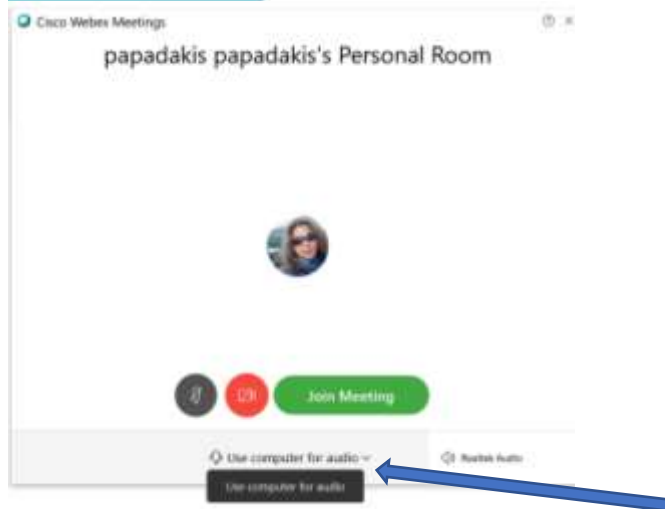 Cisco Webex Meetings
papadakis papadakis's Personal Room
Join Meeting
Use computer for audio
Realtek Audio
Use computer for audio